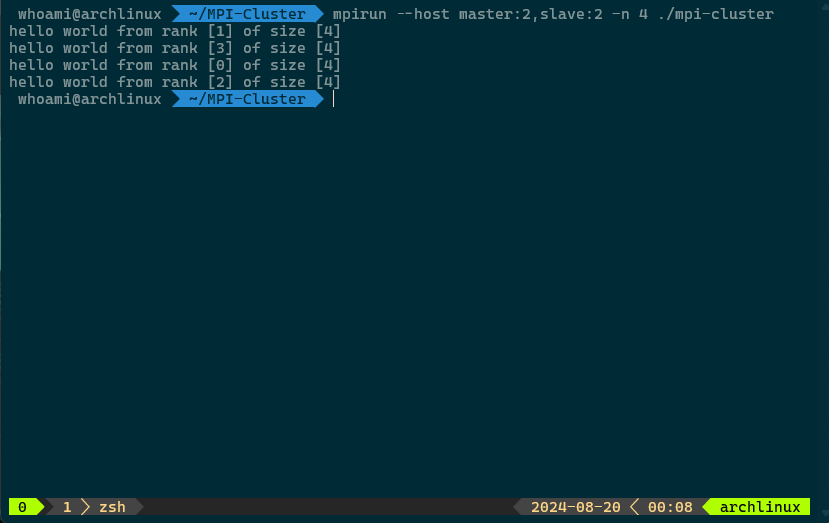 whoami@archlinux ~/MPI-Cluster mpirun --host master:2,slave:2 -n 4 ./mpi-cluster
hello world from rank [1] of size [4]
hello world from rank [3] of size [4]
hello world from rank [0] of size [4]
hello world from rank [2] of size [4]
whoami@archlinux ~/MPI-Cluster
0 1 zsh 2024-08-20 00:08 archlinux